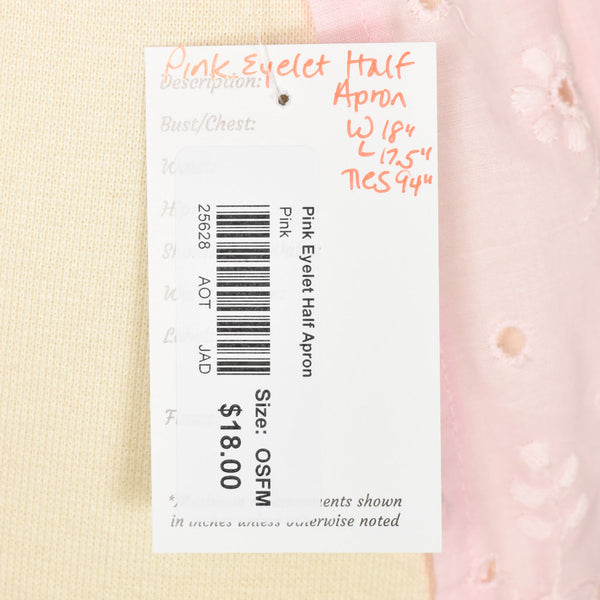 Pink Eyelet Half
Description:
Apron
Bust/Chest:
W 18"
L 17.5"
Ties 94"
Pink Eyelet Half Apron
Pink
25628 AOT JAD
Size: OSFM
$18.00
shown
in inches unless otherwise noted